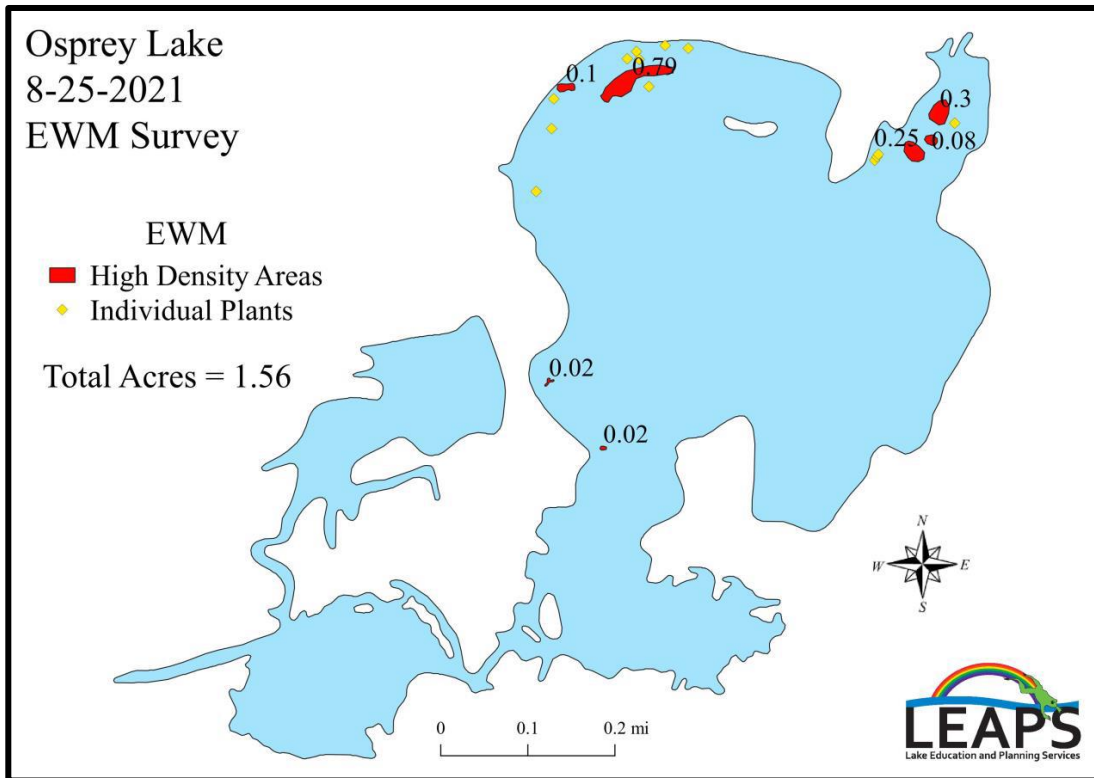 Osprey Lake
8-25-2021
EWM Survey
EWM
High Density Areas
Individual Plants
Total Acres = 1.56
0.1
0.79
0.3
0.25
0.08
0.02
0.02
N
W
E
S
0
0.1
0.2 mi
LEAPS
Lake Education and Planning Services